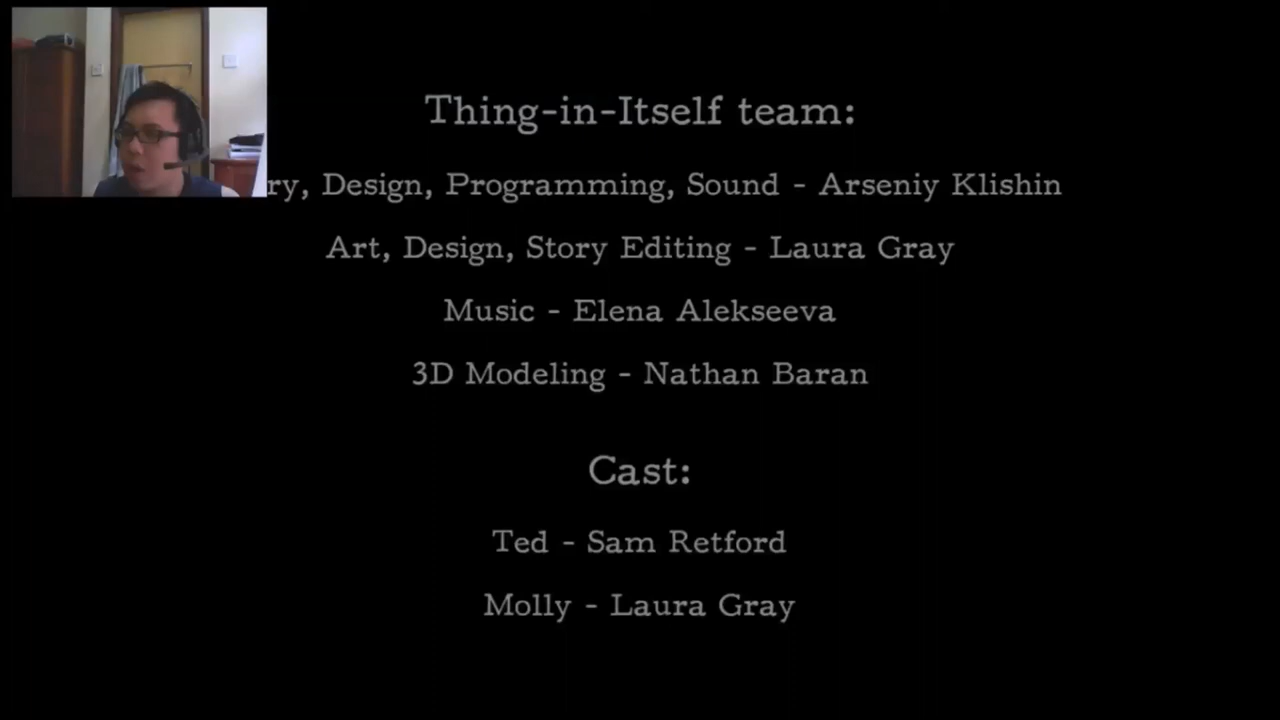 Thing-in-Itself team:
Design, Programming, Sound - Arseniy Klishin
Art, Design, Story Editing - Laura Gray
Music - Elena Alekseeva
3D Modeling - Nathan Baran
Cast:
Ted - Sam Retford
Molly - Laura Gray